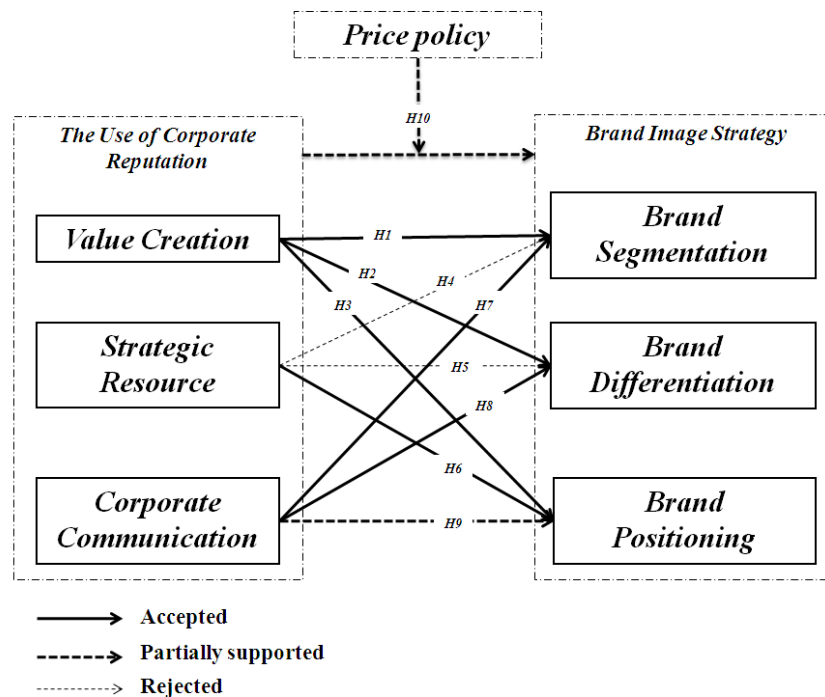 Price policy
H10
The Use of Corporate
Reputation
Brand Image Strategy
Value Creation
H1
Brand
Segmentation
H2
H4
H3
H7
Strategic
Resource
H5
Brand
Differentiation
H8
H6
Corporate
Communication
H9
Brand
Positioning
Accepted
Partially supported
Rejected